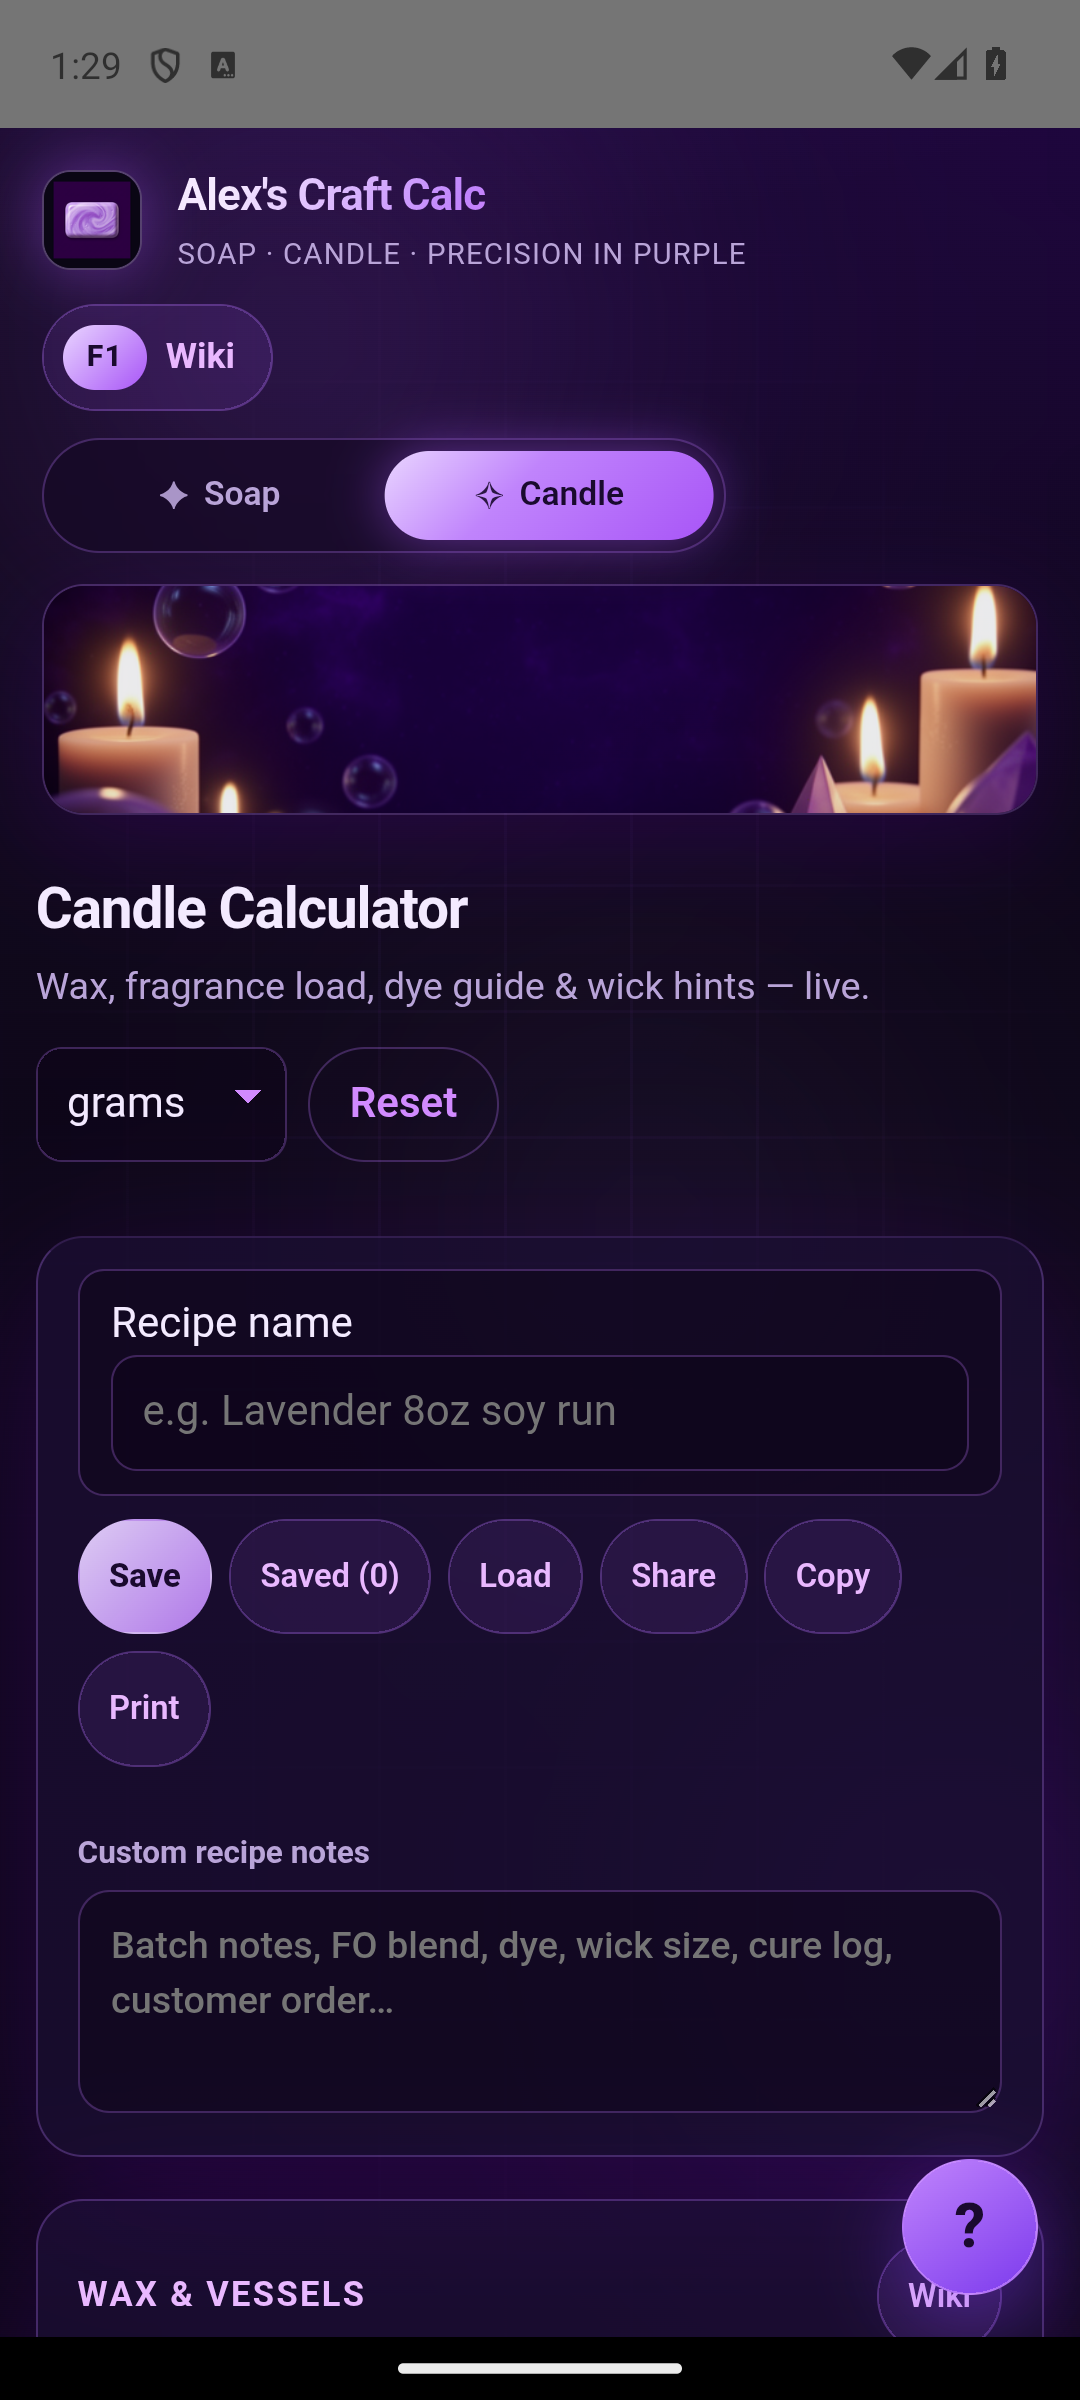 1:29
Alex's Craft Calc
SOAP · CANDLE · PRECISION IN PURPLE
F1 Wiki
Soap
Candle
Candle Calculator
Wax, fragrance load, dye guide & wick hints — live.
grams
Reset
Recipe name
e.g. Lavender 8oz soy run
Save
Saved (0)
Load
Share
Copy
Print
Custom recipe notes
Batch notes, FO blend, dye, wick size, cure log,
customer order…
?
WAX & VESSELS
Wiki